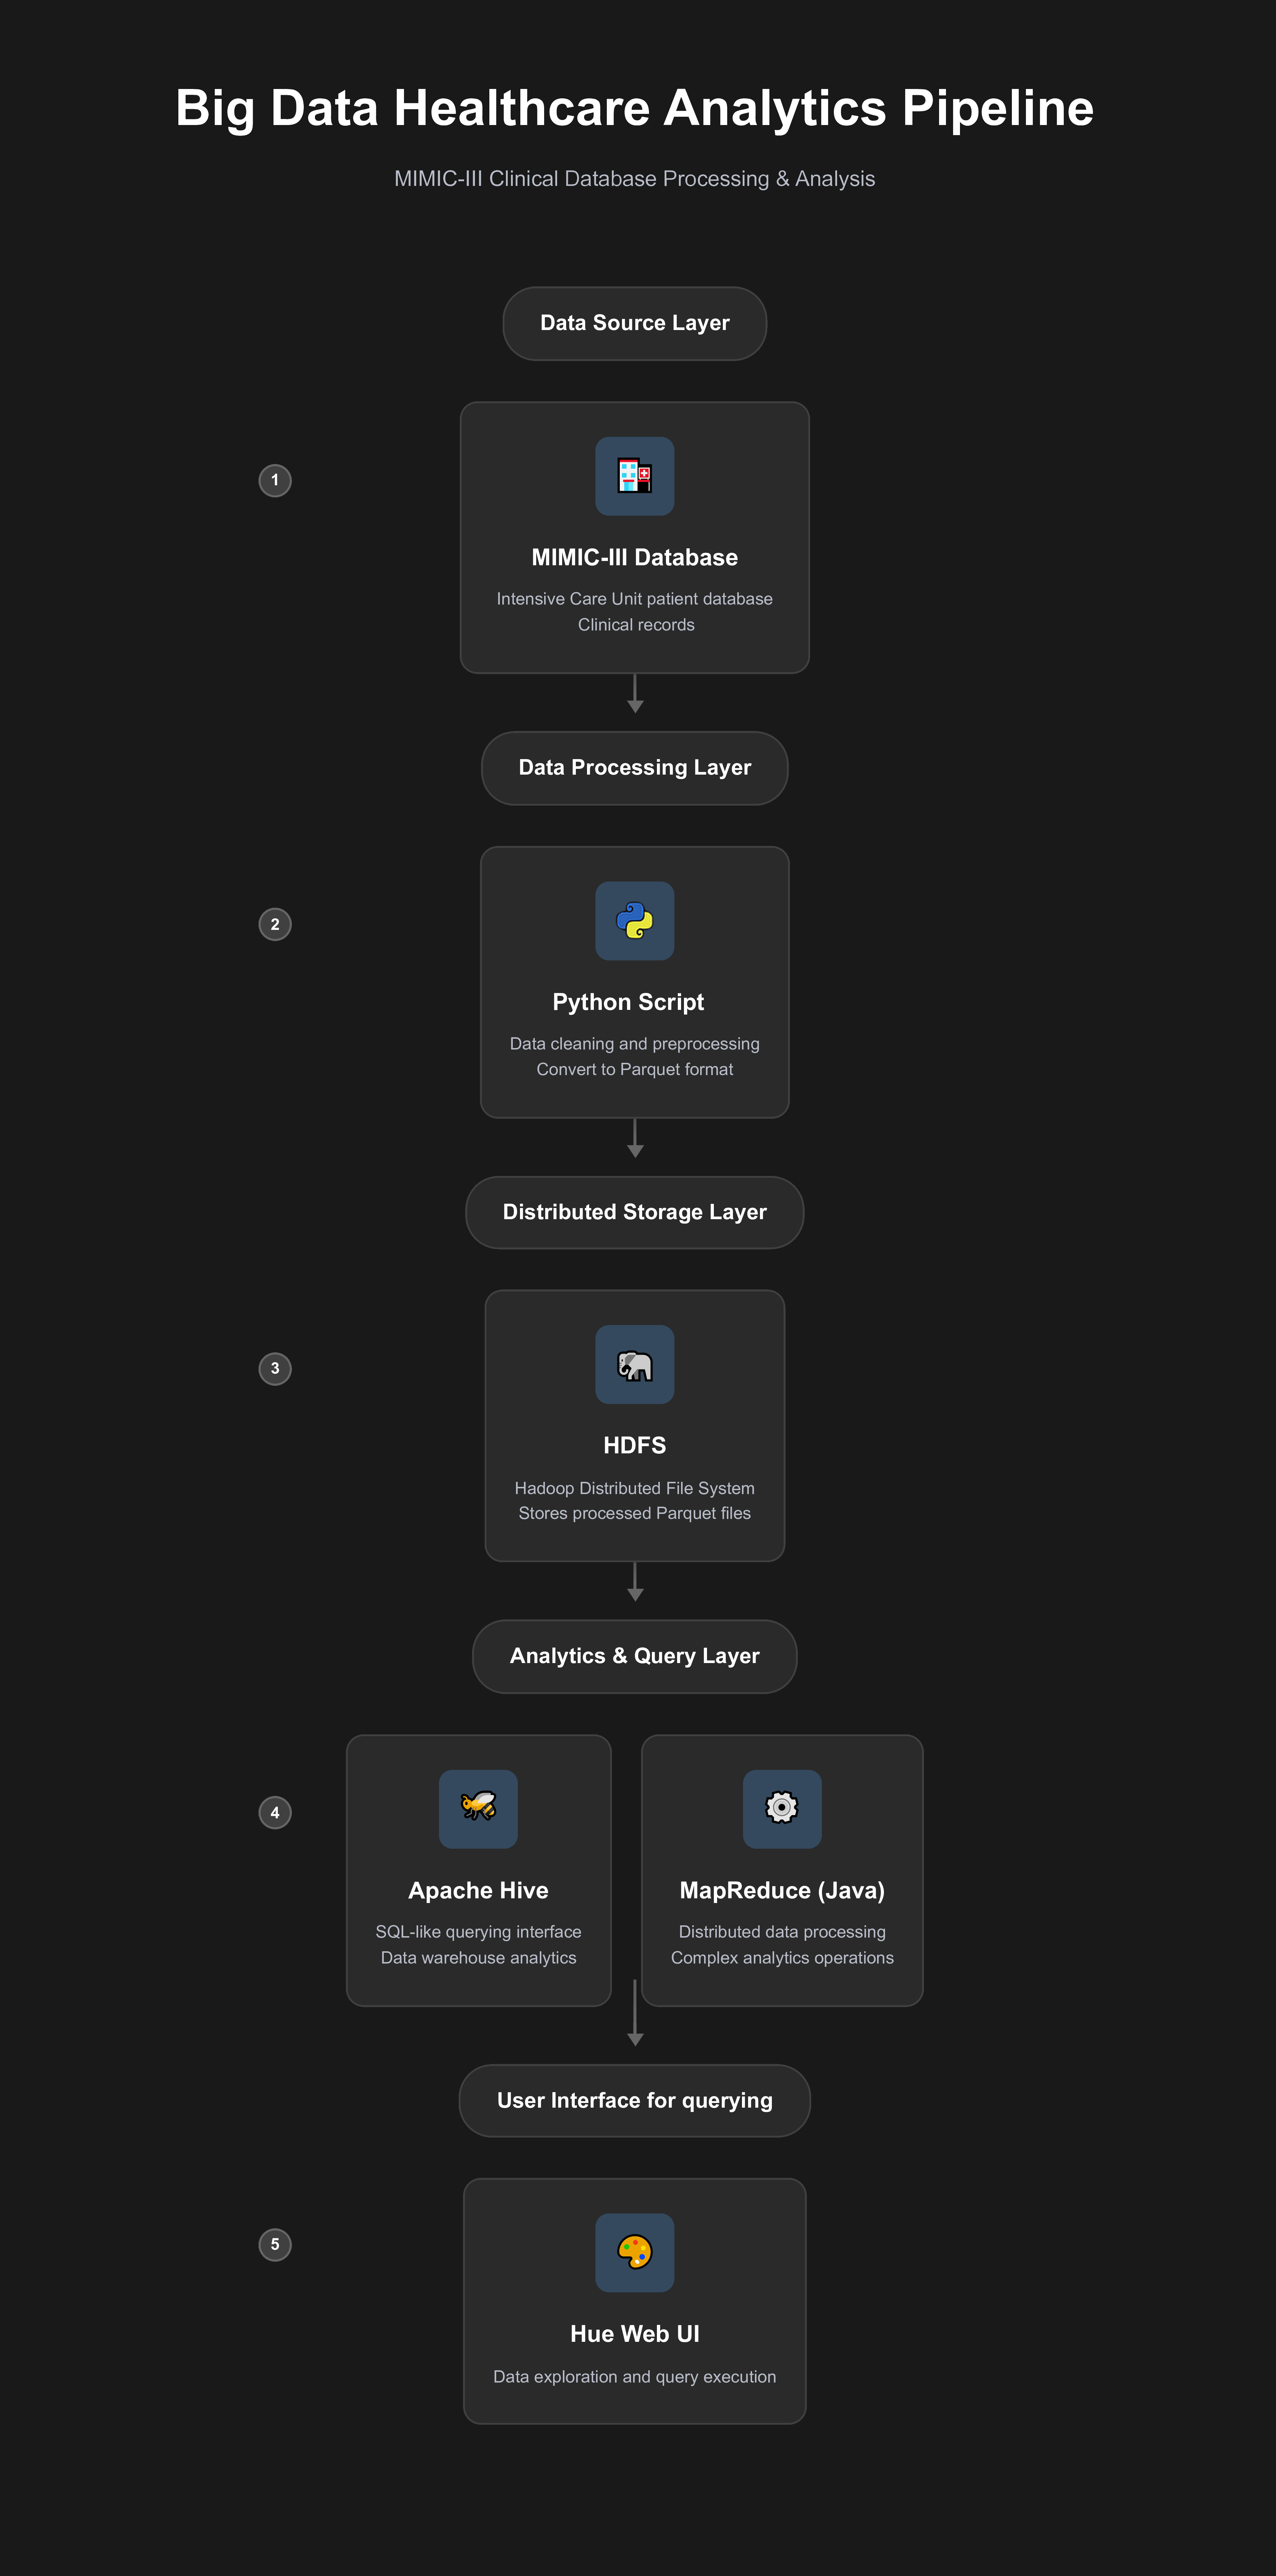 Big Data Healthcare Analytics Pipeline
MIMIC-III Clinical Database Processing & Analysis
Data Source Layer
1
MIMIC-III Database
Intensive Care Unit patient database
Clinical records
Data Processing Layer
2
Python Script
Data cleaning and preprocessing
Convert to Parquet format
Distributed Storage Layer
3
HDFS
Hadoop Distributed File System
Stores processed Parquet files
Analytics & Query Layer
4
Apache Hive
SQL-like querying interface
Data warehouse analytics
MapReduce (Java)
Distributed data processing
Complex analytics operations
User Interface for querying
5
Hue Web UI
Data exploration and query execution